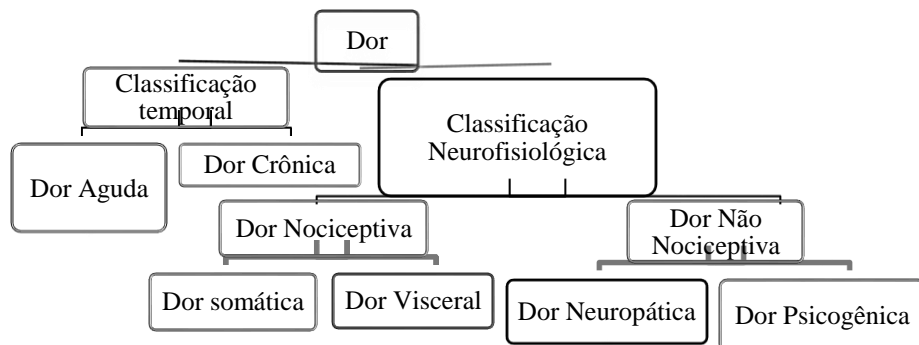 Dor
Classificação
temporal
Classificação
Neurofisiológica
Dor Aguda
Dor Crônica
Dor Nociceptiva
Dor Não
Nociceptiva
Dor somática
Dor Visceral
Dor Neuropática
Dor Psicogênica